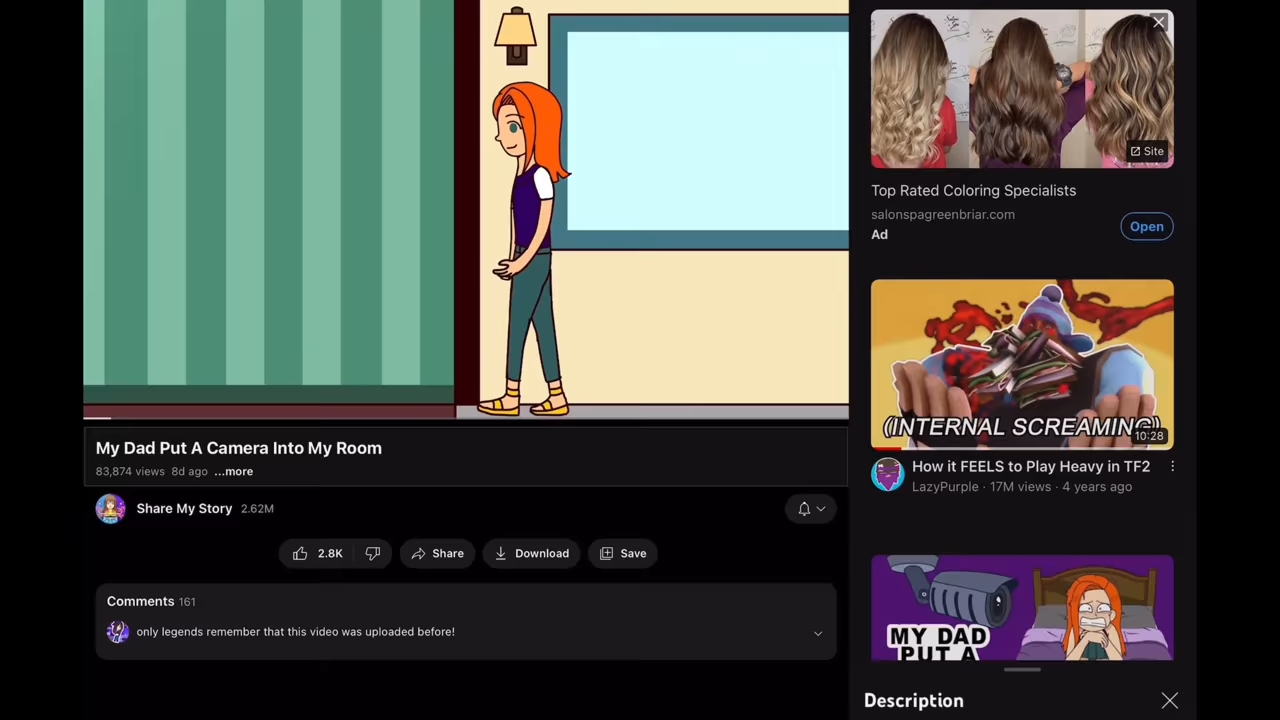 My Dad Put A Camera Into My Room
83,874 views 8d ago ...more
Share My Story 2.62M
2.8K Share Download Save
Comments 161
only legends remember that this video was uploaded before!
Site
Top Rated Coloring Specialists
salonspagreenbriar.com
Ad
Open
(INTERNAL SCREAMING)
10:28
How it FEELS to Play Heavy in TF2
LazyPurple · 17M views · 4 years ago
MY DAD
PUT A
Description